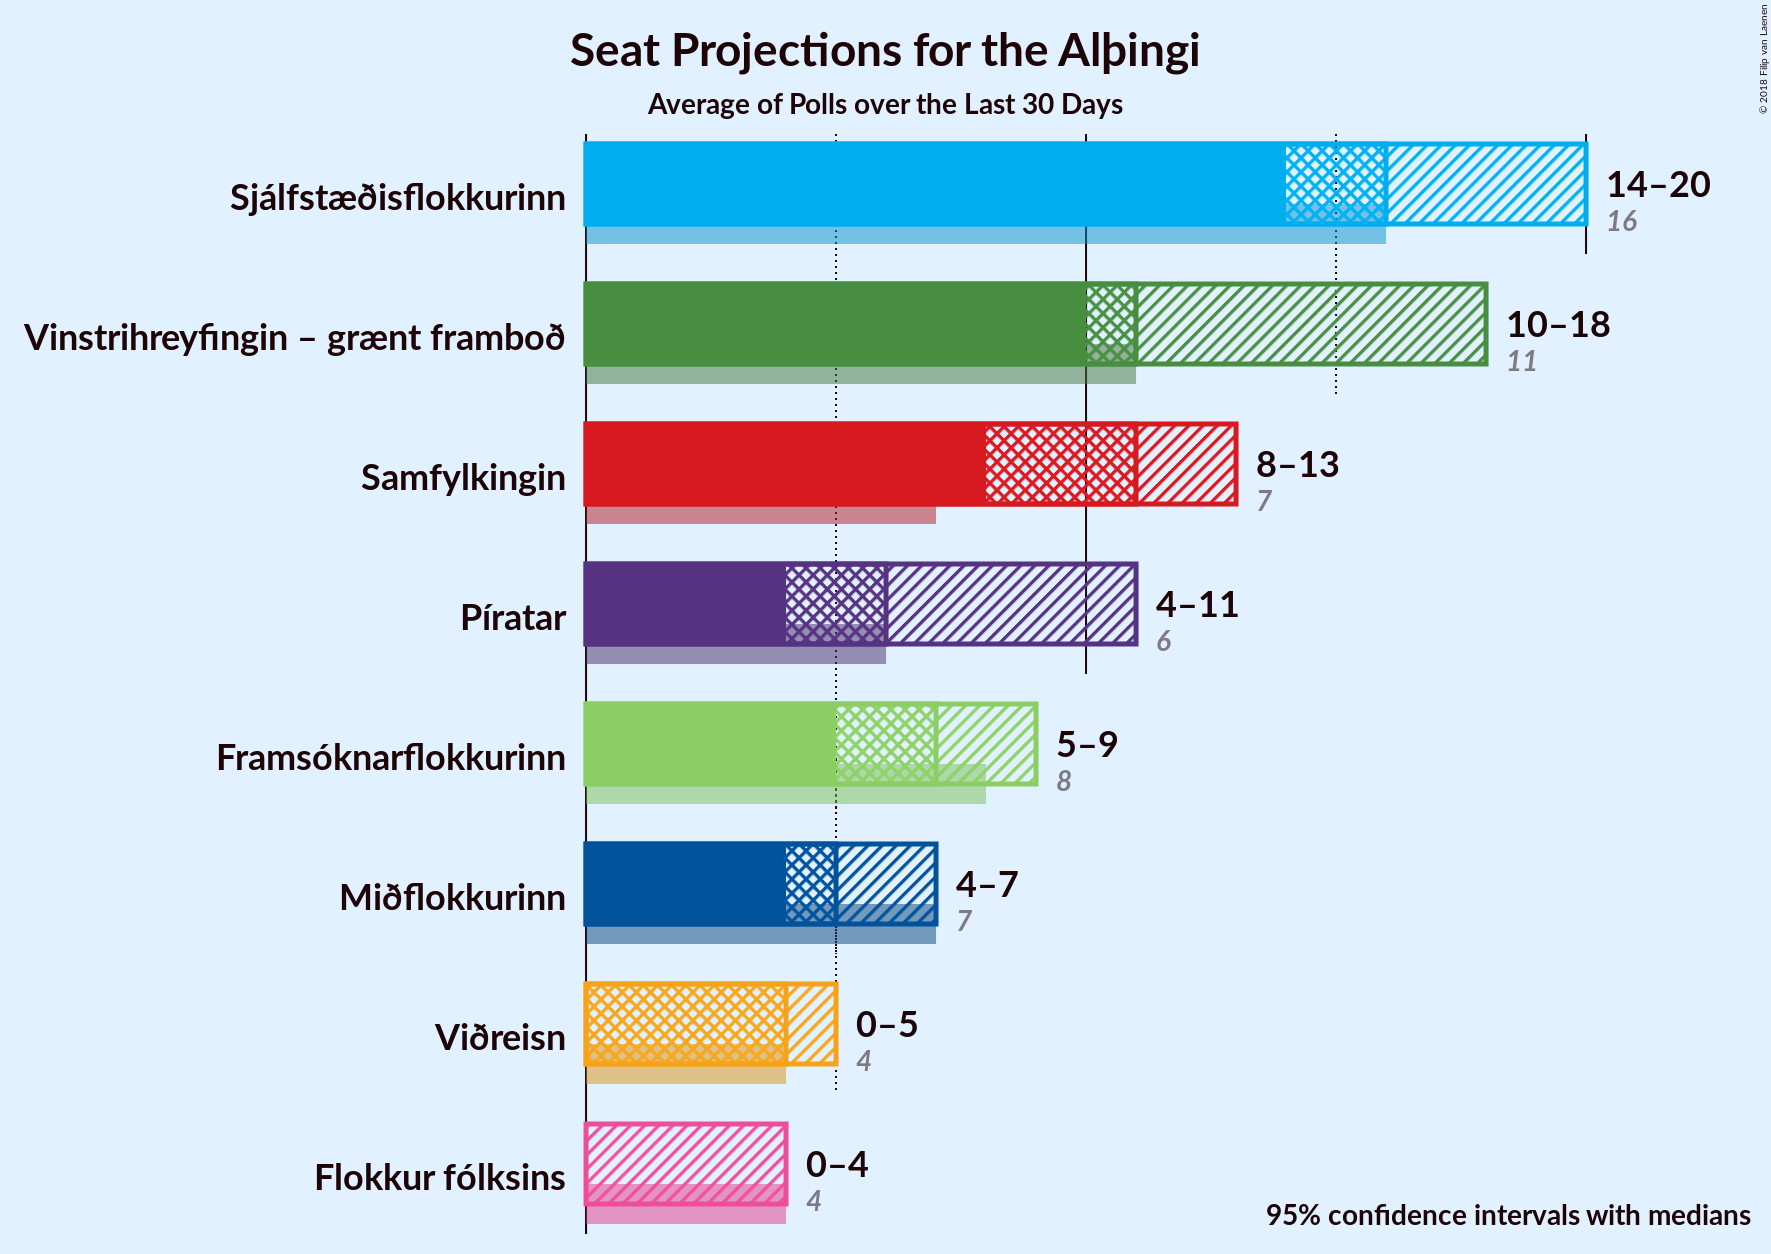 Seat Projections for the Alþingi
Average of Polls over the Last 30 Days
© 2018 Filip van Laenen
Sjálfstæðisflokkurinn
14–20
16
Vinstrihreyfingin – grænt framboð
10–18
11
Samfylkingin
8–13
7
Píratar
4–11
6
Framsóknarflokkurinn
5–9
8
Miðflokkurinn
4–7
7
Viðreisn
0–5
4
Flokkur fólksins
0–4
4
95% confidence intervals with medians